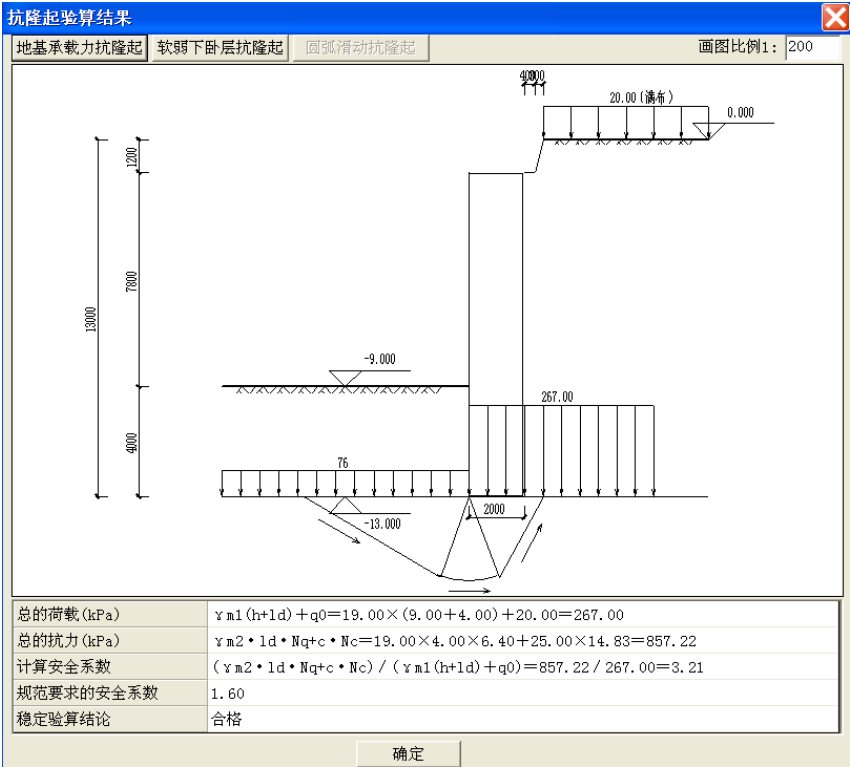 抗隆起验算结果
地基承载力抗隆起 软弱下卧层抗隆起 圆弧滑动抗隆起 画图比例1: 200
20.00(满布)
0.000
1200
7800
13000
-9.000
267.00
4000
76
2000
-13.000
总的荷载(kPa) γm1(h+ld)+q0=19.00×(9.00+4.00)+20.00=267.00
总的抗力(kPa) γm2·ld·Nq+c·Nc=19.00×4.00×6.40+25.00×14.83=857.22
计算安全系数 (γm2·ld·Nq+c·Nc)/(γm1(h+ld)+q0)=857.22/267.00=3.21
规范要求的安全系数 1.60
稳定验算结论 合格
确定